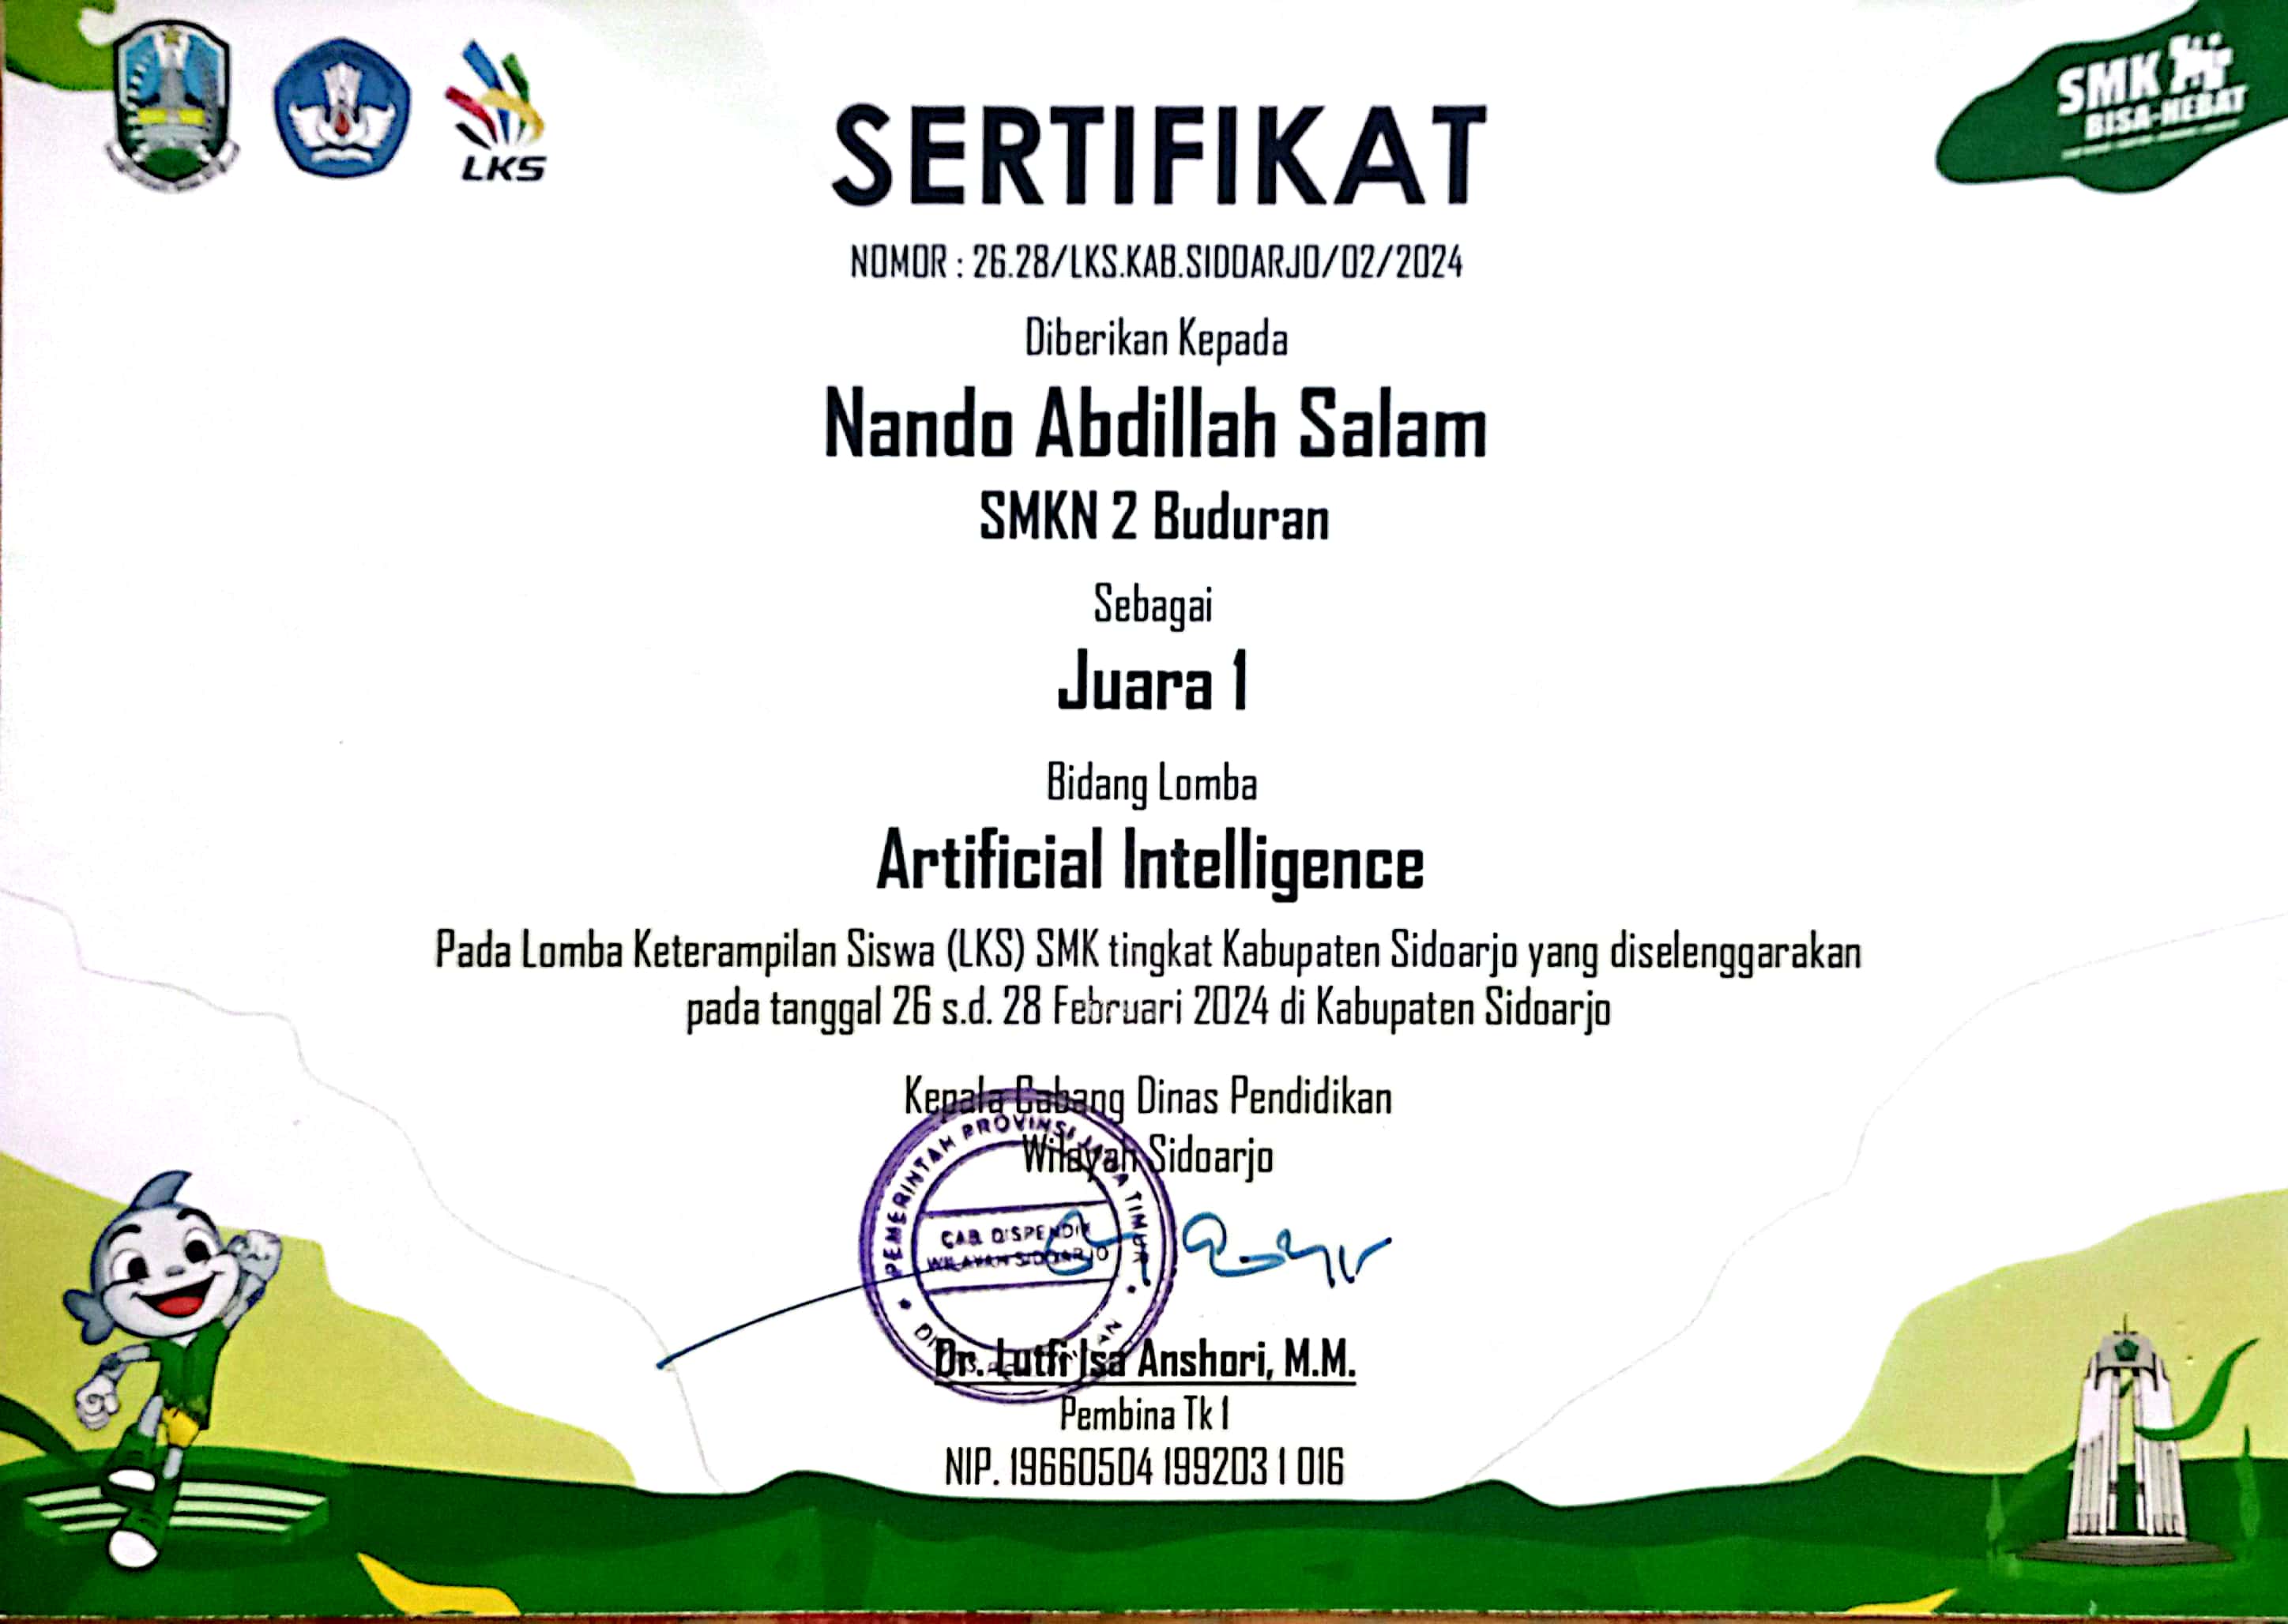 LKS
SMK
BISA-HEBAT
SERTIFIKAT
NOMOR : 26.28/LKS.KAB.SIDOARJO/02/2024
Diberikan Kepada
Nando Abdillah Salam
SMKN 2 Buduran
Sebagai
Juara 1
Bidang Lomba
Artificial Intelligence
Pada Lomba Keterampilan Siswa (LKS) SMK tingkat Kabupaten Sidoarjo yang diselenggarakan
pada tanggal 26 s.d. 28 Februari 2024 di Kabupaten Sidoarjo
Kepala Cabang Dinas Pendidikan
Wilayah Sidoarjo
PEMERINTAH PROVINSI JAWA TIMUR
CAB. DISPENDIK
WILAYAH SIDOARJO
Dr. Lutfi Isa Anshori, M.M.
Pembina Tk 1
NIP. 19660504 199203 1 016